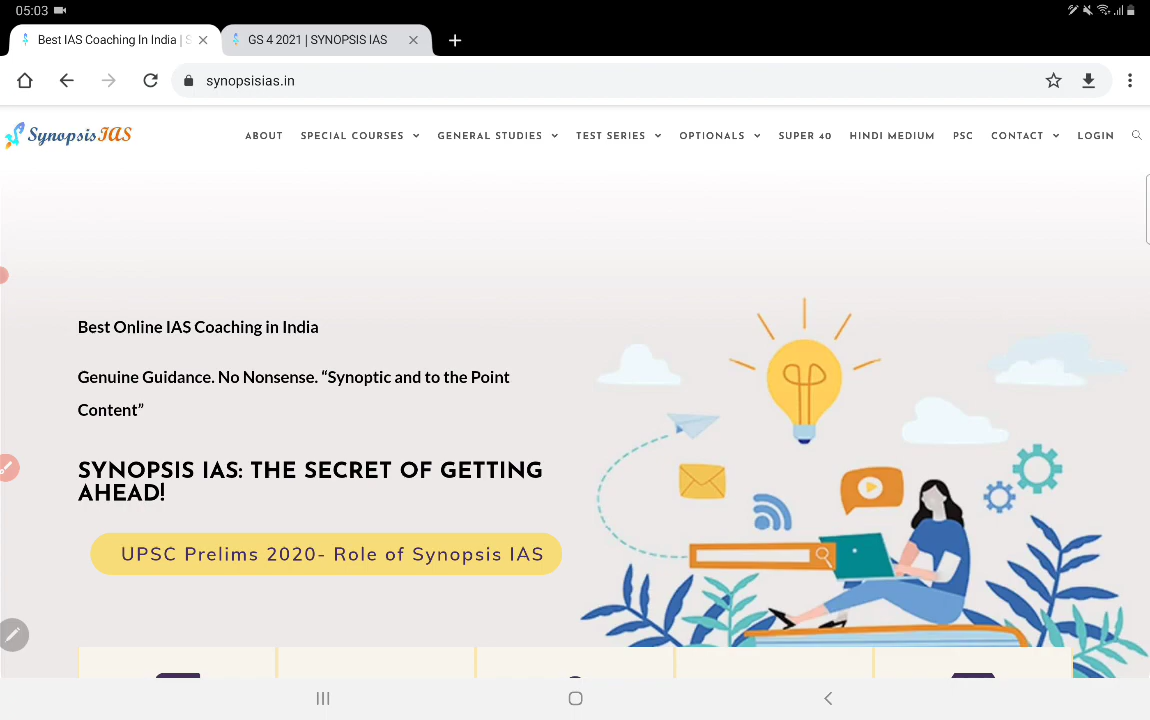 05:03
Best IAS Coaching In India | S
GS 4 2021 | SYNOPSIS IAS
synopsisias.in
Synopsis IAS
ABOUT SPECIAL COURSES GENERAL STUDIES TEST SERIES OPTIONALS SUPER 40 HINDI MEDIUM PSC CONTACT LOGIN
Best Online IAS Coaching in India
Genuine Guidance. No Nonsense. “Synoptic and to the Point
Content”
SYNOPSIS IAS: THE SECRET OF GETTING
AHEAD!
UPSC Prelims 2020- Role of Synopsis IAS